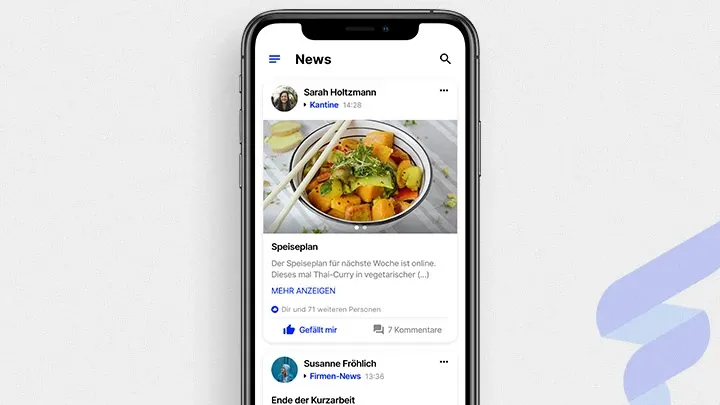 News
Sarah Holtzmann
Kantine 14:28
Speiseplan
Der Speiseplan für nächste Woche ist online.
Dieses mal Thai-Curry in vegetarischer (...)
MEHR ANZEIGEN
Dir und 71 weiteren Personen
Gefällt mir
7 Kommentare
Susanne Fröhlich
Firmen-News 13:36
Ende der Kurzarbeit